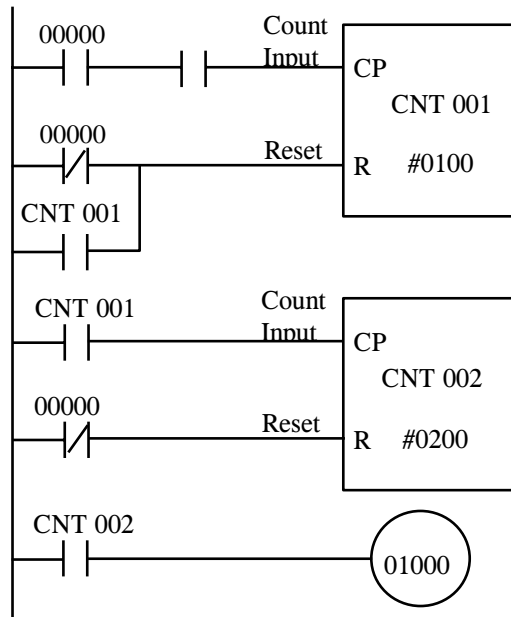 00000
Count
Input
CP
CNT 001
00000
Reset
R #0100
CNT 001
CNT 001
Count
Input
CP
CNT 002
00000
Reset
R #0200
CNT 002
01000